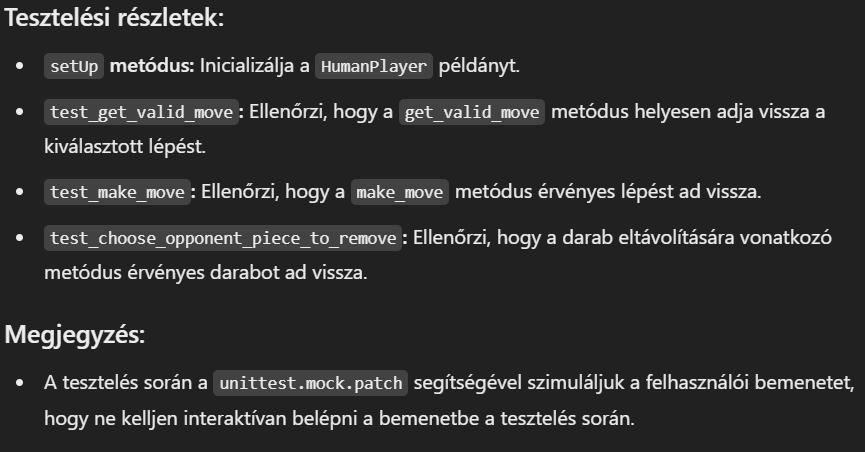 Tesztelési részletek:
setUp metódus: Inicializálja a HumanPlayer példányt.
test_get_valid_move: Ellenőrzi, hogy a get_valid_move metódus helyesen adja vissza a
kiválasztott lépést.
test_make_move: Ellenőrzi, hogy a make_move metódus érvényes lépést ad vissza.
test_choose_opponent_piece_to_remove: Ellenőrzi, hogy a darab eltávolítására vonatkozó
metódus érvényes darabot ad vissza.
Megjegyzés:
A tesztelés során a unittest.mock.patch segítségével szimuláljuk a felhasználói bemenetet,
hogy ne kelljen interaktívan belépni a bemenetbe a tesztelés során.